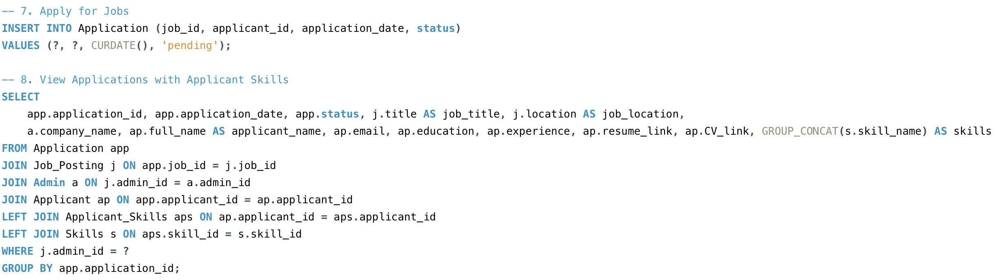 -- 7. Apply for Jobs
INSERT INTO Application (job_id, applicant_id, application_date, status)
VALUES (?, ?, CURDATE(), 'pending');
-- 8. View Applications with Applicant Skills
SELECT
    app.application_id, app.application_date, app.status, j.title AS job_title, j.location AS job_location,
    a.company_name, ap.full_name AS applicant_name, ap.email, ap.education, ap.experience, ap.resume_link, ap.CV_link, GROUP_CONCAT(s.skill_name) AS skills
FROM Application app
JOIN Job_Posting j ON app.job_id = j.job_id
JOIN Admin a ON j.admin_id = a.admin_id
JOIN Applicant ap ON app.applicant_id = ap.applicant_id
LEFT JOIN Applicant_Skills aps ON ap.applicant_id = aps.applicant_id
LEFT JOIN Skills s ON aps.skill_id = s.skill_id
WHERE j.admin_id = ?
GROUP BY app.application_id;